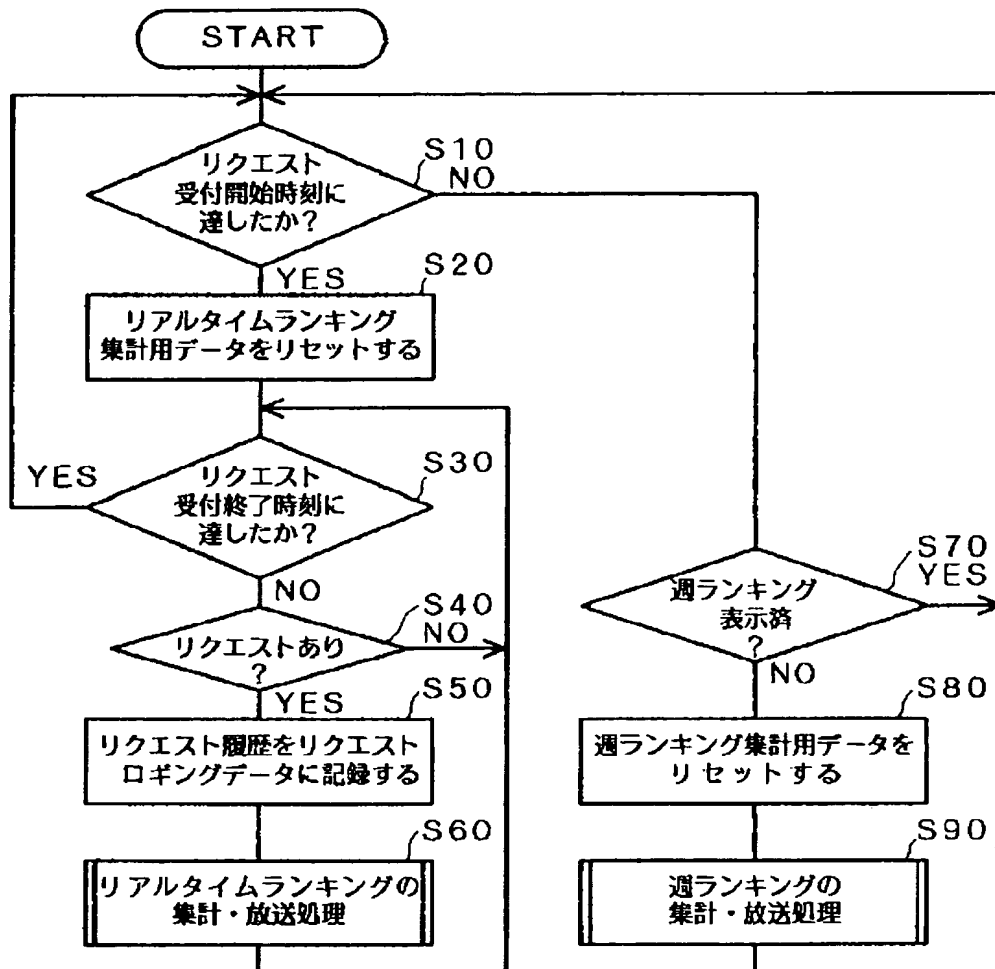 START
S10
リクエスト
受付開始時刻に
達したか？
NO
YES
S20
リアルタイムランキング
集計用データをリセットする
S30
リクエスト
受付終了時刻に
達したか？
YES
NO
S40
リクエストあり
？
NO
YES
S50
リクエスト履歴をリクエスト
ロギングデータに記録する
S60
リアルタイムランキングの
集計・放送処理
S70
週ランキング
表示済
？
YES
NO
S80
週ランキング集計用データを
リセットする
S90
週ランキングの
集計・放送処理